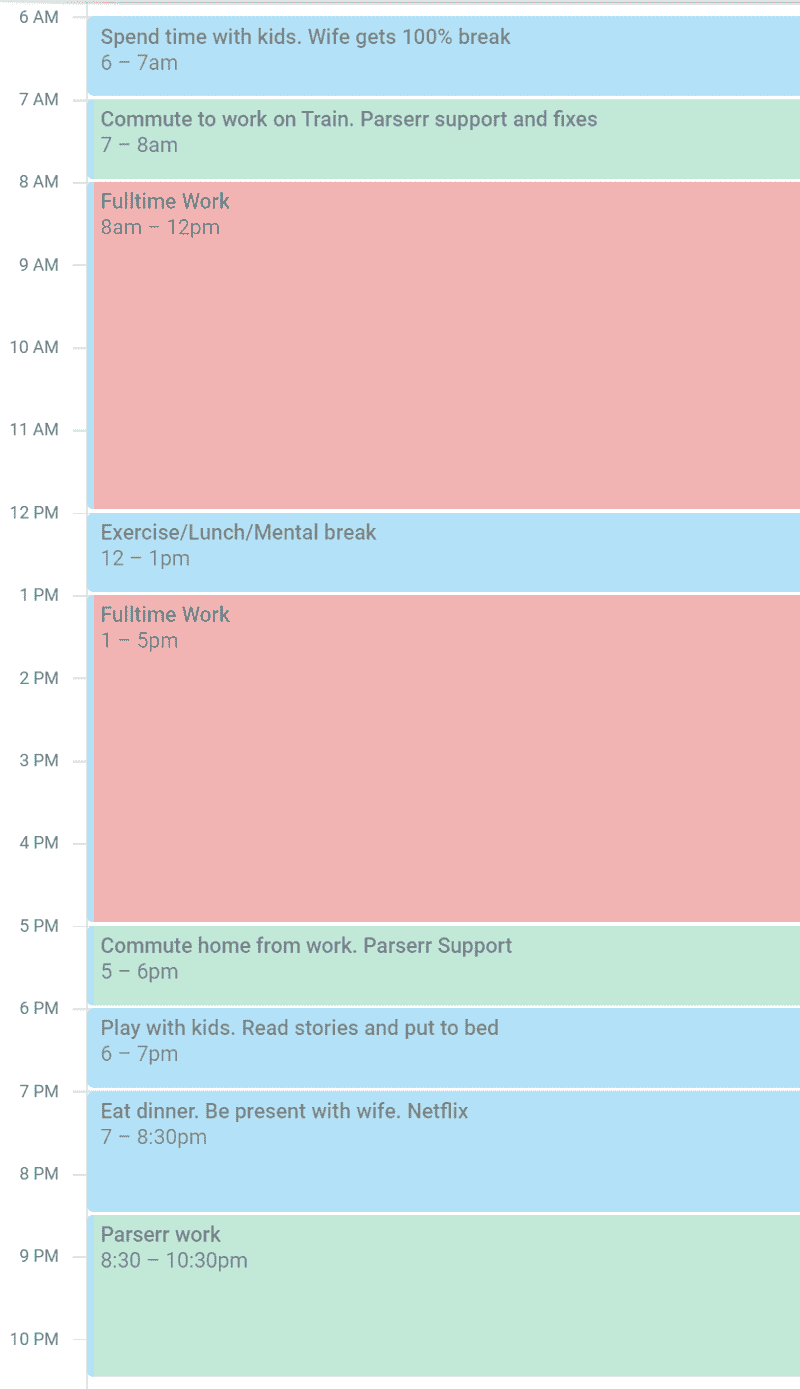 6 AM
Spend time with kids. Wife gets 100% break
6 – 7am
7 AM
Commute to work on Train. Parserr support and fixes
7 – 8am
8 AM
Fulltime Work
8am – 12pm
9 AM
10 AM
11 AM
12 PM
Exercise/Lunch/Mental break
12 – 1pm
1 PM
Fulltime Work
1 – 5pm
2 PM
3 PM
4 PM
5 PM
Commute home from work. Parserr Support
5 – 6pm
6 PM
Play with kids. Read stories and put to bed
6 – 7pm
7 PM
Eat dinner. Be present with wife. Netflix
7 – 8:30pm
8 PM
Parserr work
8:30 – 10:30pm
9 PM
10 PM